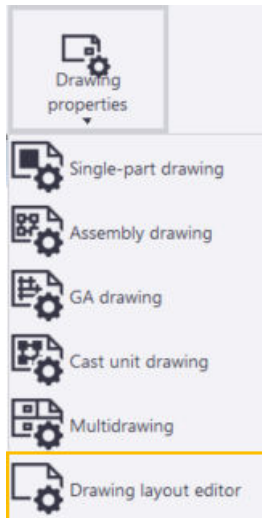 Drawing
properties
Single-part drawing
Assembly drawing
GA drawing
Cast unit drawing
Multidrawing
Drawing layout editor